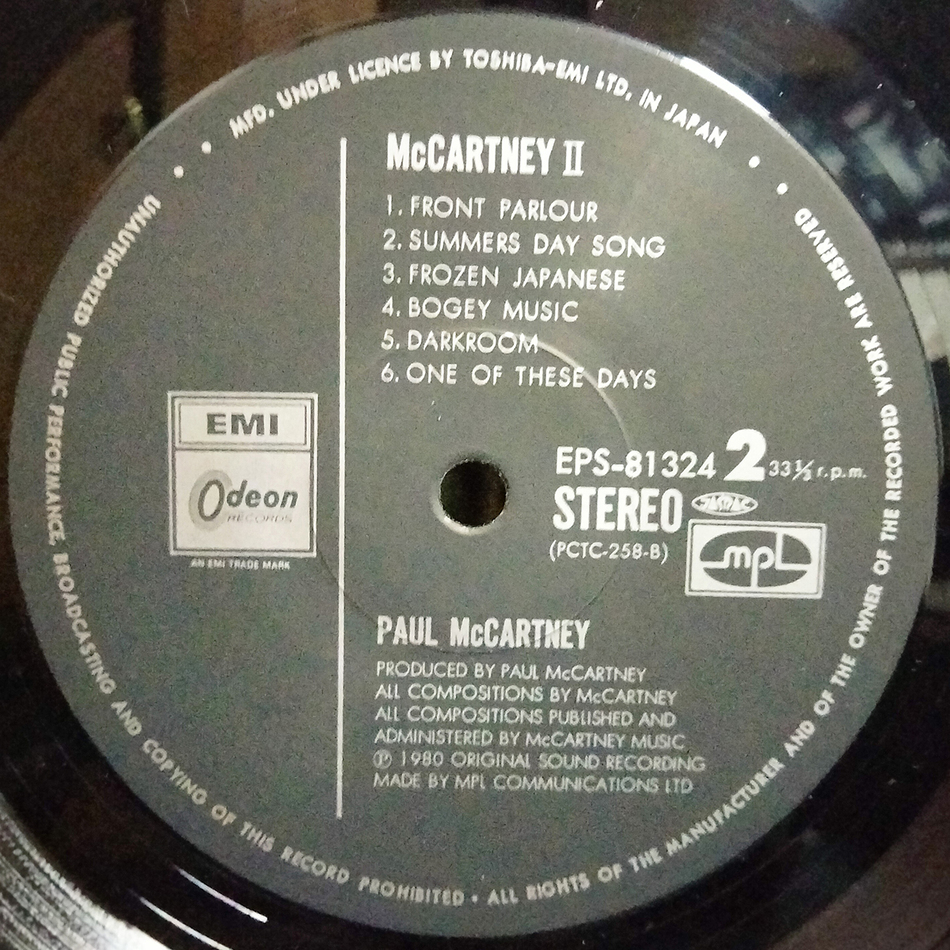 MFD. UNDER LICENCE BY TOSHIBA-EMI LTD. IN JAPAN
UNAUTHORIZED PUBLIC PERFORMANCE, BROADCASTING AND COPYING OF THIS RECORD PROHIBITED • ALL RIGHTS OF THE MANUFACTURER AND OF THE OWNER OF THE RECORDED WORK ARE RESERVED
McCARTNEY II
1. FRONT PARLOUR
2. SUMMERS DAY SONG
3. FROZEN JAPANESE
4. BOGEY MUSIC
5. DARKROOM
6. ONE OF THESE DAYS
EMI
Odeon
RECORDS
AN EMI TRADE MARK
EPS-81324 2 33⅓ r.p.m.
STEREO JASRAC
(PCTC-258-B)
mpl
PAUL McCARTNEY
PRODUCED BY PAUL McCARTNEY
ALL COMPOSITIONS BY McCARTNEY
ALL COMPOSITIONS PUBLISHED AND
ADMINISTERED BY McCARTNEY MUSIC
℗ 1980 ORIGINAL SOUND RECORDING
MADE BY MPL COMMUNICATIONS LTD